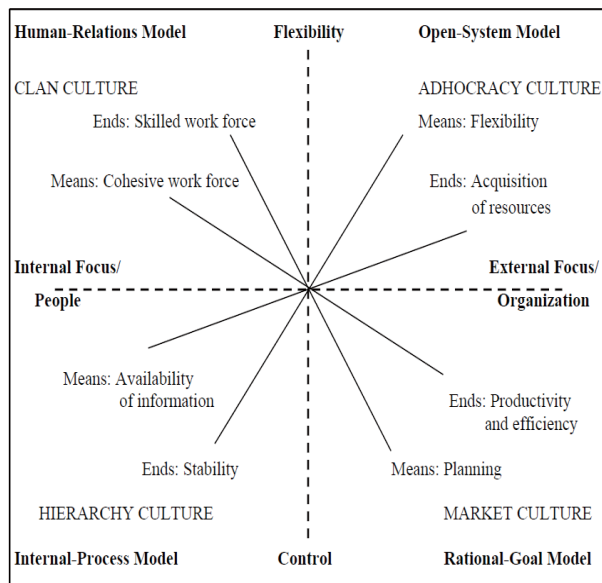 Human-Relations Model
Flexibility
Open-System Model
CLAN CULTURE
ADHOCRACY CULTURE
Ends: Skilled work force
Means: Flexibility
Means: Cohesive work force
Ends: Acquisition
of resources
Internal Focus/
External Focus/
People
Organization
Means: Availability
of information
Ends: Productivity
and efficiency
Ends: Stability
Means: Planning
HIERARCHY CULTURE
MARKET CULTURE
Internal-Process Model
Control
Rational-Goal Model